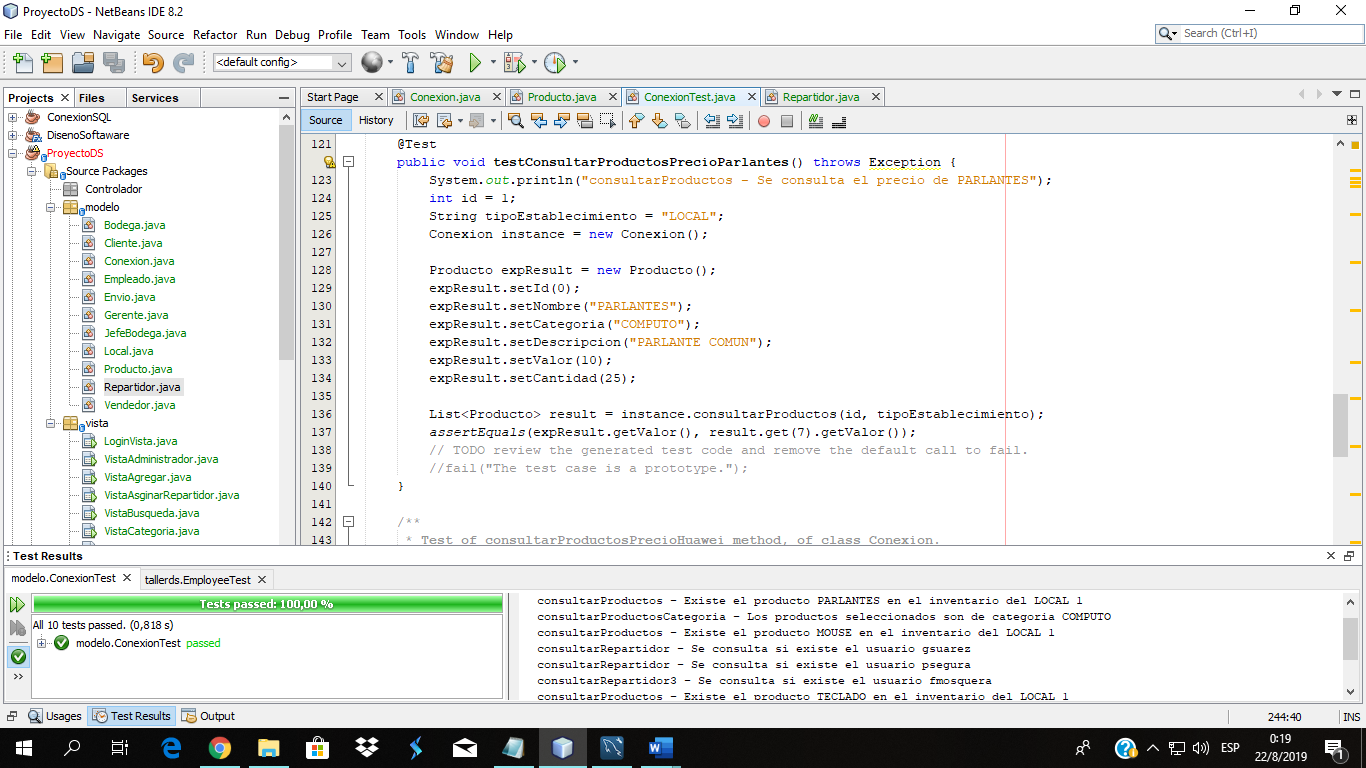 ProyectoDS - NetBeans IDE 8.2
File Edit View Navigate Source Refactor Run Debug Profile Team Tools Window Help
Search (Ctrl+I)
<default config>
Projects Files Services
ConexionSQL
DisenoSoftaware
ProyectoDS
Source Packages
Controlador
modelo
Bodega.java
Cliente.java
Conexion.java
Empleado.java
Envio.java
Gerente.java
JefeBodega.java
Local.java
Producto.java
Repartidor.java
Vendedor.java
vista
LoginVista.java
VistaAdministrador.java
VistaAgregar.java
VistaAsginarRepartidor.java
VistaBusqueda.java
VistaCategoria.java
Start Page Conexion.java Producto.java ConexionTest.java Repartidor.java
Source History
121 @Test
public void testConsultarProductosPrecioParlantes() throws Exception {
123 System.out.println("consultarProductos - Se consulta el precio de PARLANTES");
124 int id = 1;
125 String tipoEstablecimiento = "LOCAL";
126 Conexion instance = new Conexion();
127
128 Producto expResult = new Producto();
129 expResult.setId(0);
130 expResult.setNombre("PARLANTES");
131 expResult.setCategoria("COMPUTO");
132 expResult.setDescripcion("PARLANTE COMUN");
133 expResult.setValor(10);
134 expResult.setCantidad(25);
135
136 List<Producto> result = instance.consultarProductos(id, tipoEstablecimiento);
137 assertEquals(expResult.getValor(), result.get(7).getValor());
138 // TODO review the generated test code and remove the default call to fail.
139 //fail("The test case is a prototype.");
140 }
141
142 /**
143 * Test of consultarProductosPrecioHuawei method, of class Conexion.
Test Results
modelo.ConexionTest tallerds.EmployeeTest
Tests passed: 100,00 %
All 10 tests passed. (0,818 s)
modelo.ConexionTest passed
consultarProductos - Existe el producto PARLANTES en el inventario del LOCAL 1
consultarProductosCategoria - Los productos seleccionados son de categoria COMPUTO
consultarProductos - Existe el producto MOUSE en el inventario del LOCAL 1
consultarRepartidor - Se consulta si existe el usuario gsuarez
consultarRepartidor - Se consulta si existe el usuario psegura
consultarRepartidor3 - Se consulta si existe el usuario fmosquera
consultarProductos - Existe el producto TECLADO en el inventario del LOCAL 1
Usages Test Results Output
244:40 INS
ESP
0:19
22/8/2019
1